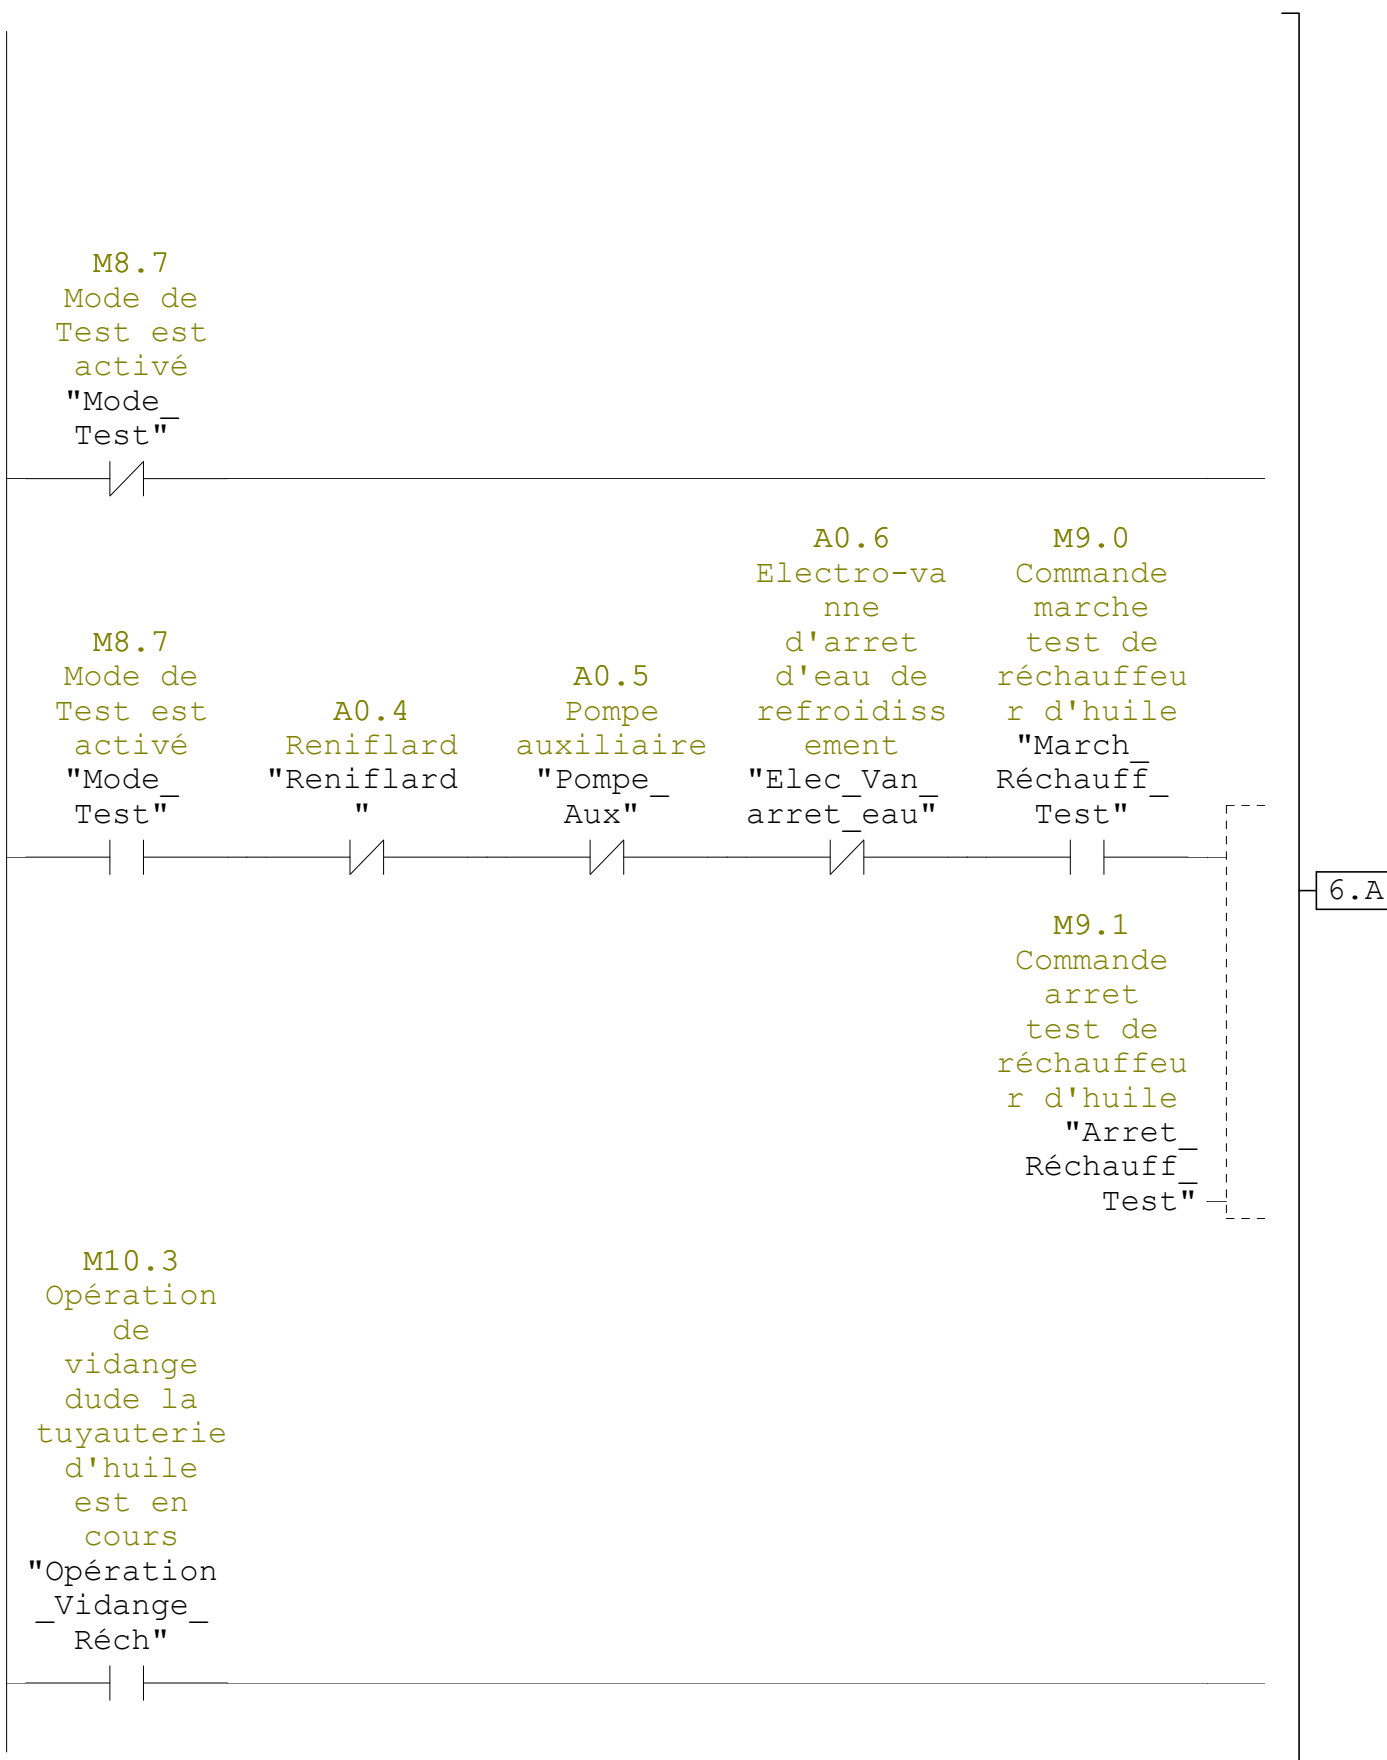 M8.7
Mode de
Test est
activé
"Mode_
Test"
M8.7
Mode de
Test est
activé
"Mode_
Test"
A0.4
Reniflard
"Reniflard
"
A0.5
Pompe
auxiliaire
"Pompe_
Aux"
A0.6
Electro-va
nne
d'arret
d'eau de
refroidiss
ement
"Elec_Van_
arret_eau"
M9.0
Commande
marche
test de
réchauffeu
r d'huile
"March_
Réchauff_
Test"
6.A
M9.1
Commande
arret
test de
réchauffeu
r d'huile
"Arret_
Réchauff_
Test"
M10.3
Opération
de
vidange
dude la
tuyauterie
d'huile
est en
cours
"Opération
_Vidange_
Réch"